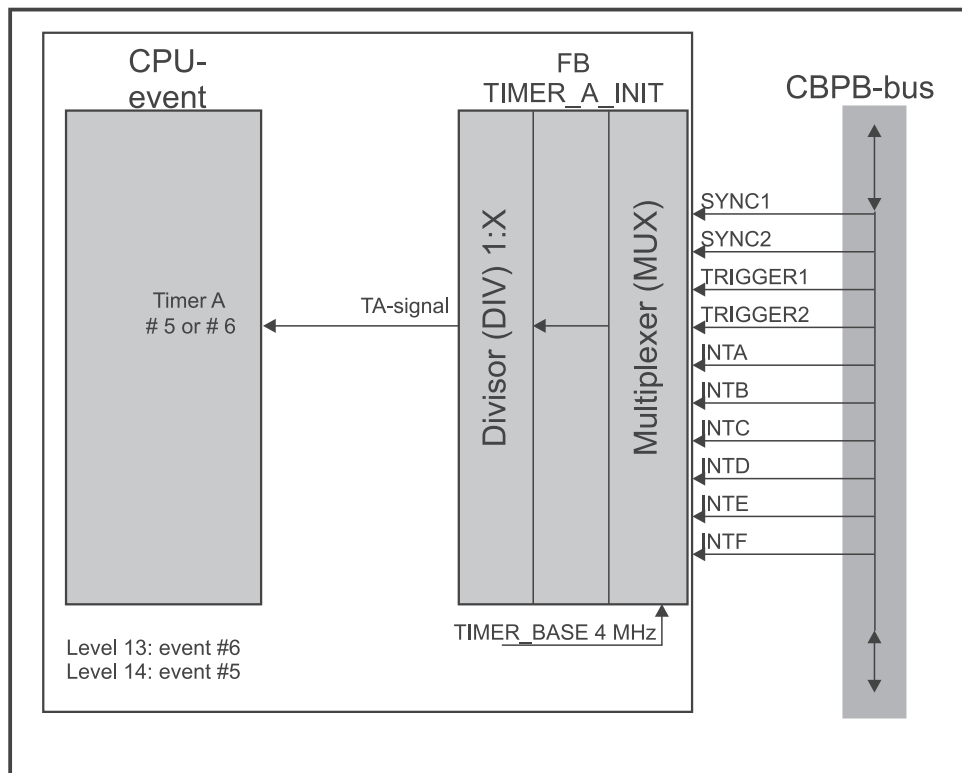 CPU-
event
FB
TIMER_A_INIT
CBPB-bus
Timer A
# 5 or # 6
TA-signal
Divisor (DIV) 1:X
Multiplexer (MUX)
SYNC1
SYNC2
TRIGGER1
TRIGGER2
INTA
INTB
INTC
INTD
INTE
INTF
TIMER_BASE 4 MHz
Level 13: event #6
Level 14: event #5